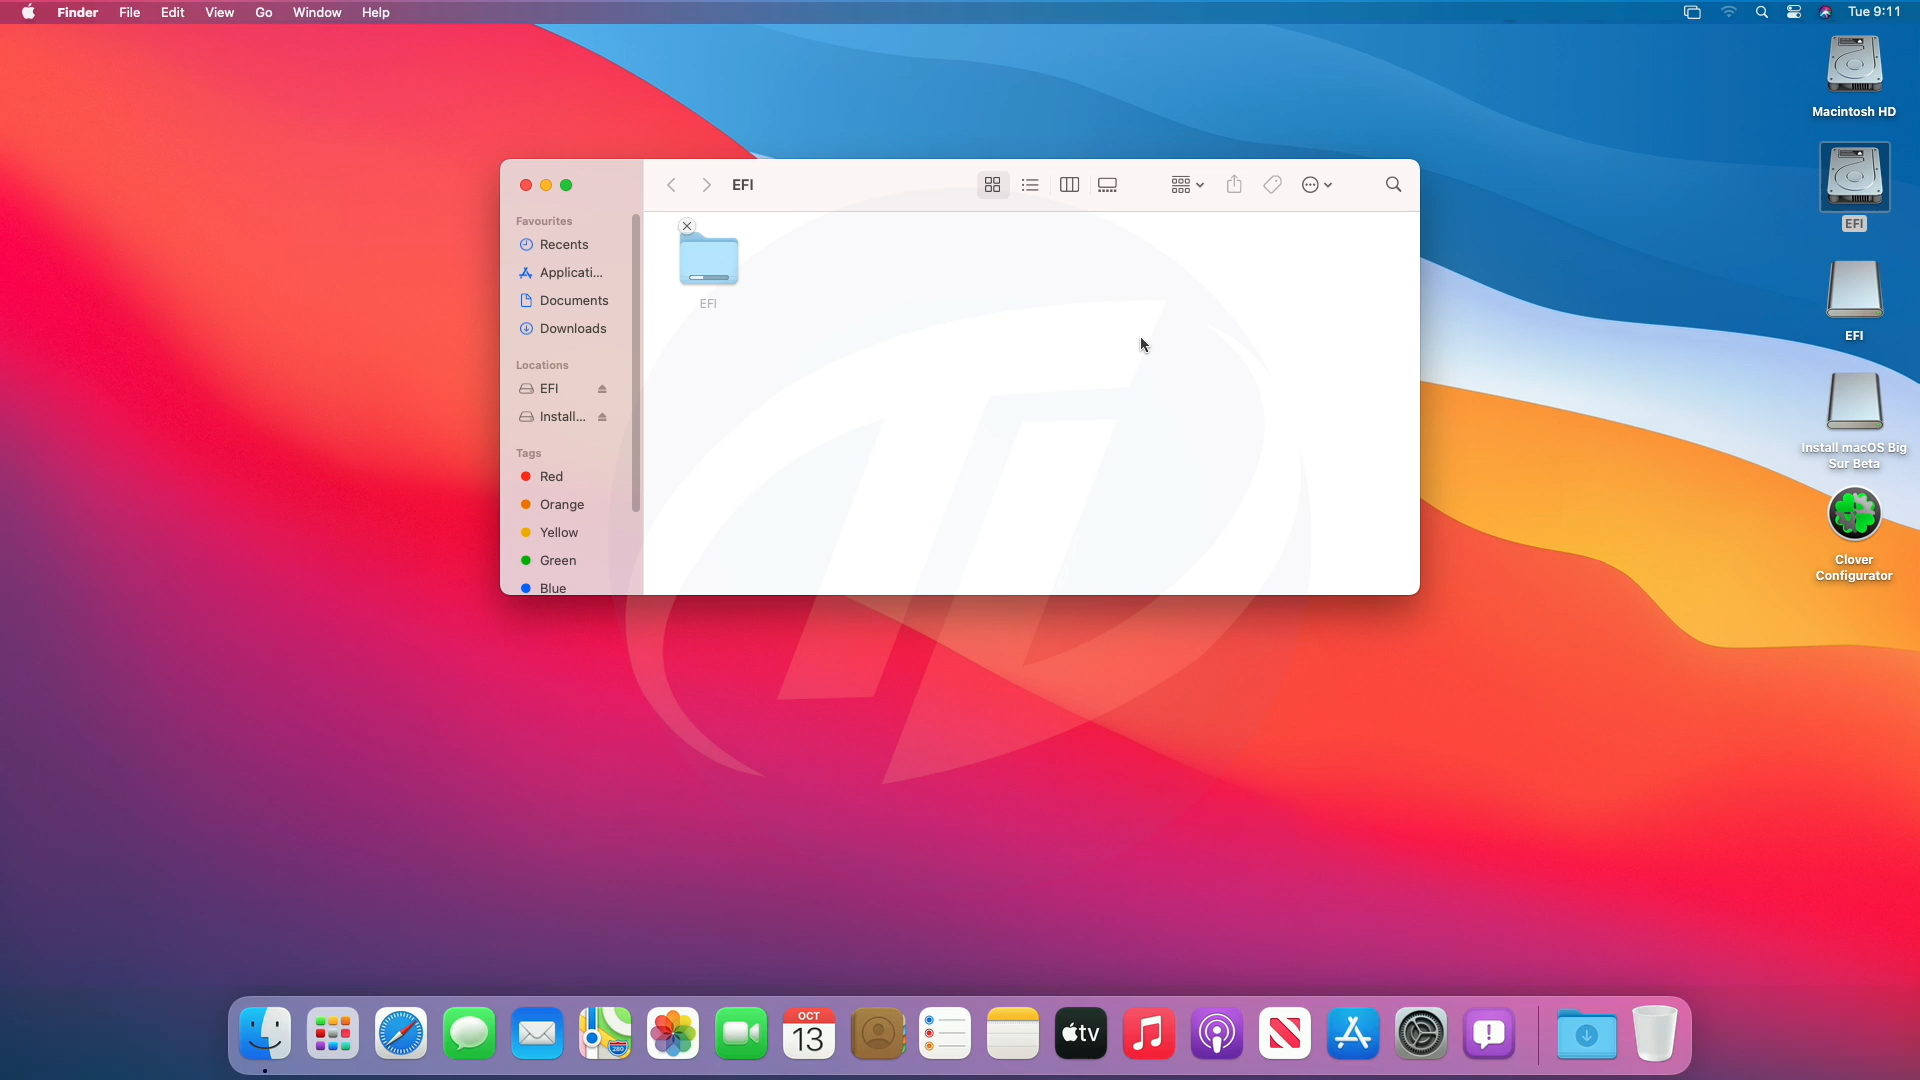 Finder File Edit View Go Window Help
Tue 9:11
Macintosh HD
EFI
EFI
Install macOS Big
Sur Beta
Clover
Configurator
EFI
Favourites
Recents
Applicati...
Documents
Downloads
Locations
EFI
Install...
Tags
Red
Orange
Yellow
Green
Blue
EFI
OCT
13
280
tv